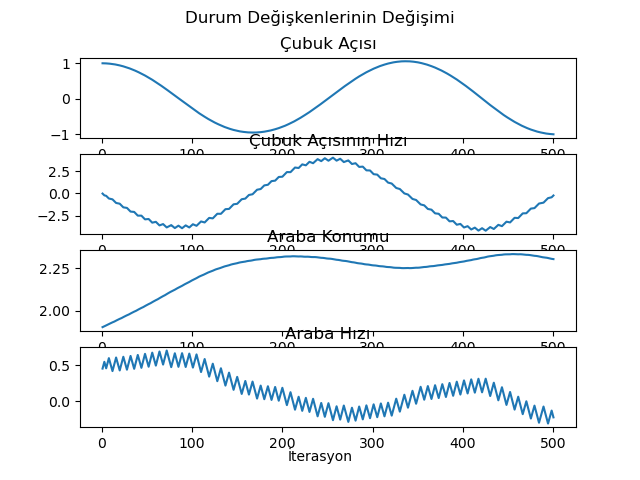 Durum Değişkenlerinin Değişimi
Çubuk Açısı
1
0
−1
0 100 200 300 400 500
Çubuk Açısının Hızı
2.5
0.0
−2.5
0 100 200 300 400 500
Araba Konumu
2.25
2.00
0 100 200 300 400 500
Araba Hızı
0.5
0.0
0 100 200 300 400 500
Iterasyon